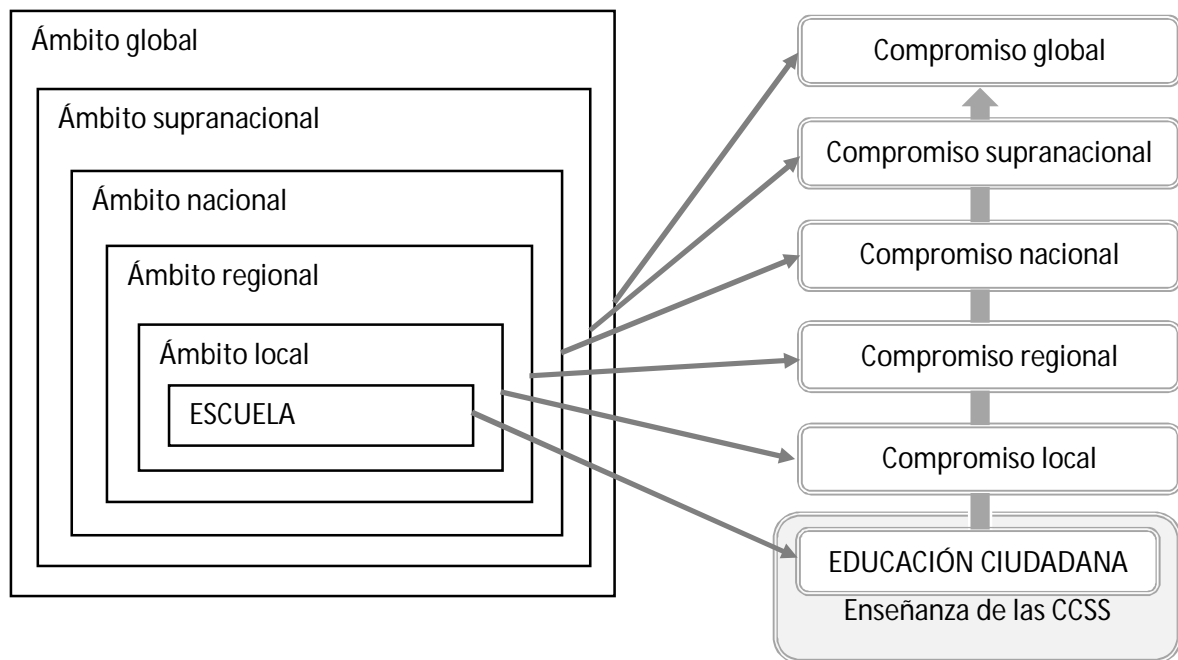 Ámbito global
Ámbito supranacional
Ámbito nacional
Ámbito regional
Ámbito local
ESCUELA
Compromiso global
Compromiso supranacional
Compromiso nacional
Compromiso regional
Compromiso local
EDUCACIÓN CIUDADANA
Enseñanza de las CCSS